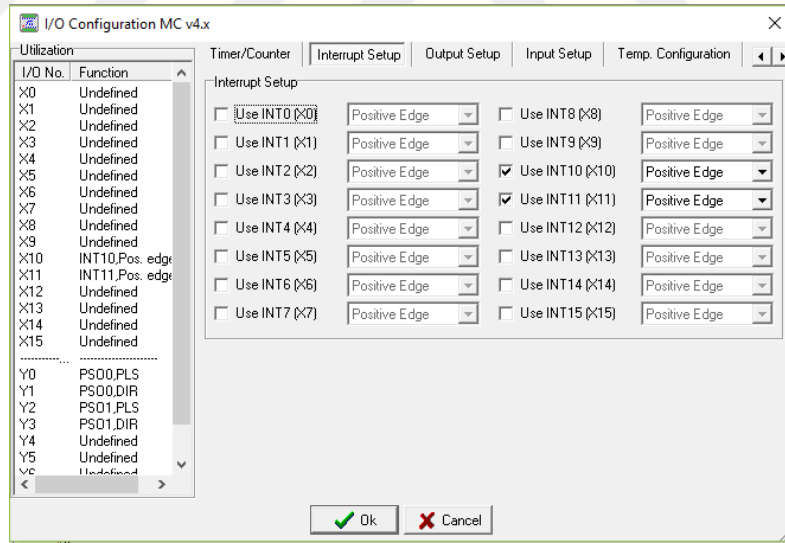 I/O Configuration MC v4.x
Utilization
I/O No. Function
X0 Undefined
X1 Undefined
X2 Undefined
X3 Undefined
X4 Undefined
X5 Undefined
X6 Undefined
X7 Undefined
X8 Undefined
X9 Undefined
X10 INT10,Pos. edge
X11 INT11,Pos. edge
X12 Undefined
X13 Undefined
X14 Undefined
X15 Undefined
----------... --------------------
Y0 PSO0,PLS
Y1 PSO0,DIR
Y2 PSO1,PLS
Y3 PSO1,DIR
Y4 Undefined
Y5 Undefined
Y6 Undefined
Timer/Counter Interrupt Setup Output Setup Input Setup Temp. Configuration
Interrupt Setup
Use INT0 (X0) Positive Edge Use INT8 (X8) Positive Edge
Use INT1 (X1) Positive Edge Use INT9 (X9) Positive Edge
Use INT2 (X2) Positive Edge Use INT10 (X10) Positive Edge
Use INT3 (X3) Positive Edge Use INT11 (X11) Positive Edge
Use INT4 (X4) Positive Edge Use INT12 (X12) Positive Edge
Use INT5 (X5) Positive Edge Use INT13 (X13) Positive Edge
Use INT6 (X6) Positive Edge Use INT14 (X14) Positive Edge
Use INT7 (X7) Positive Edge Use INT15 (X15) Positive Edge
Ok Cancel